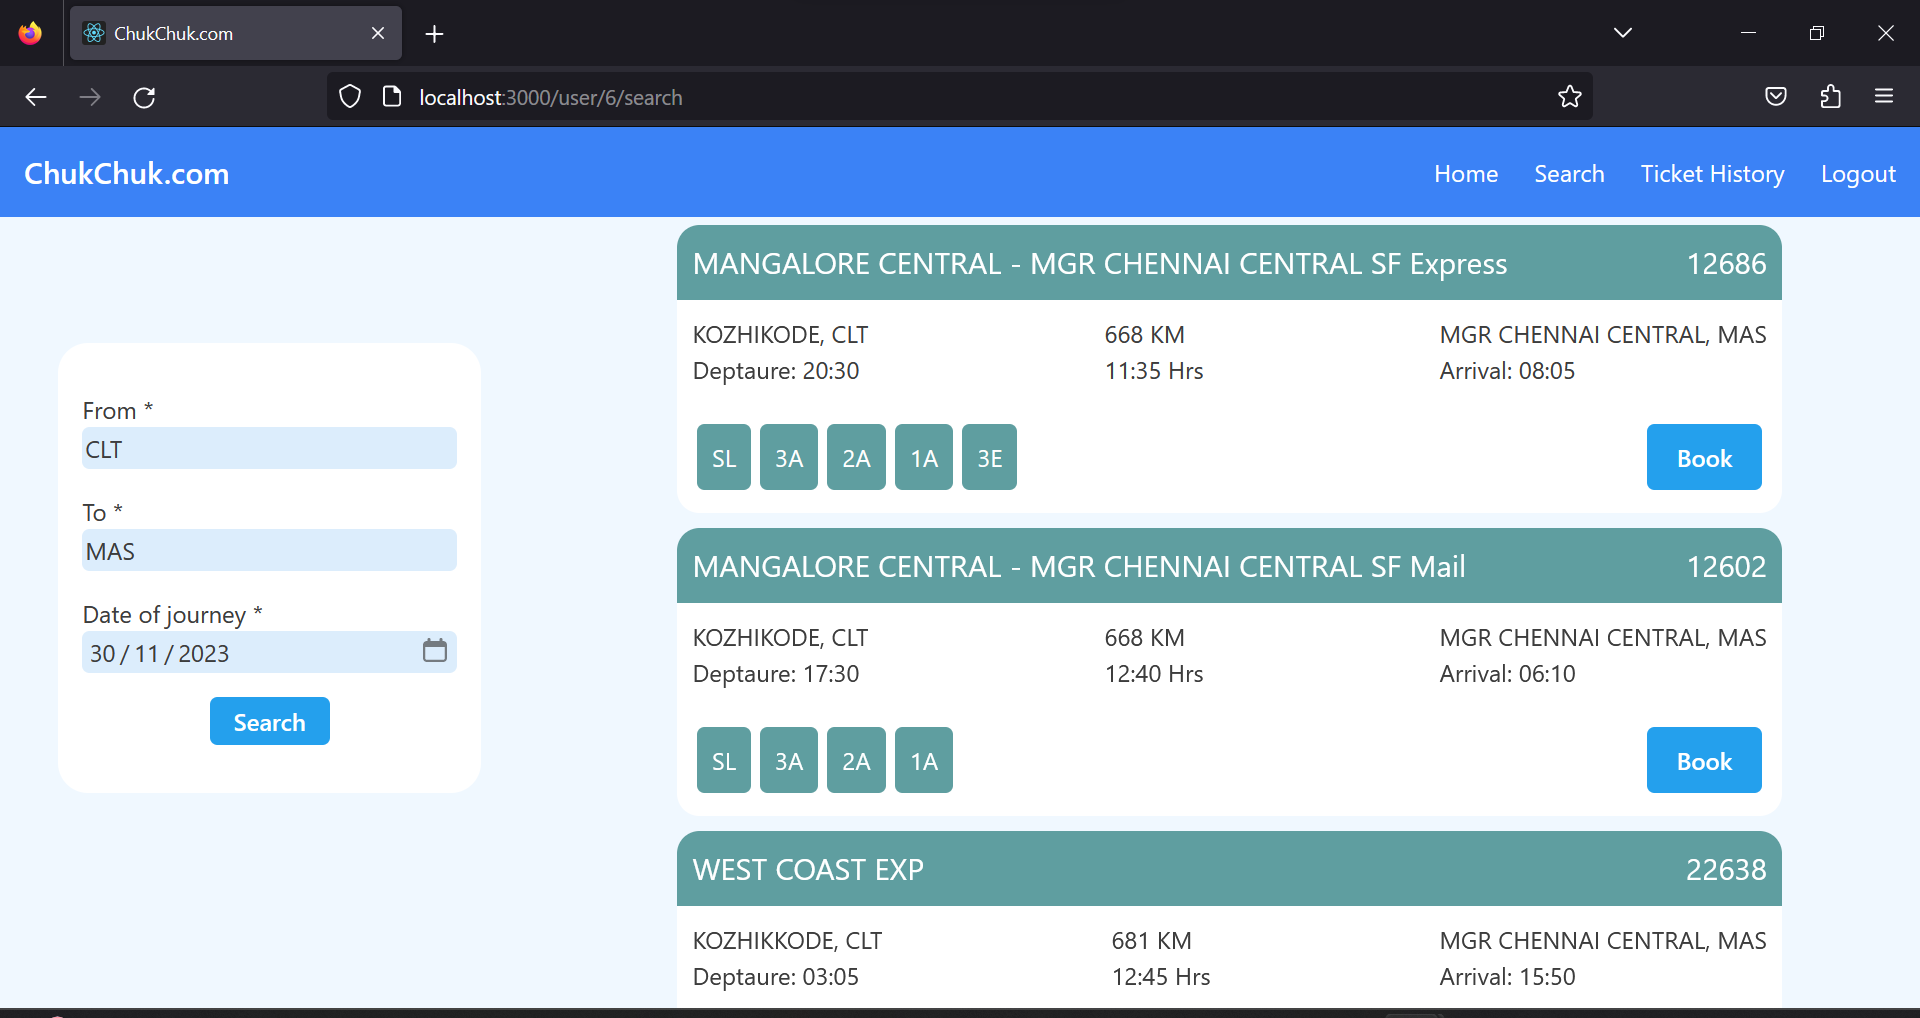 ChukChuk.com
localhost:3000/user/6/search
ChukChuk.com
Home Search Ticket History Logout
From *
CLT
To *
MAS
Date of journey *
30 / 11 / 2023
Search
MANGALORE CENTRAL - MGR CHENNAI CENTRAL SF Express 12686
KOZHIKODE, CLT 668 KM MGR CHENNAI CENTRAL, MAS
Deptaure: 20:30 11:35 Hrs Arrival: 08:05
SL 3A 2A 1A 3E Book
MANGALORE CENTRAL - MGR CHENNAI CENTRAL SF Mail 12602
KOZHIKODE, CLT 668 KM MGR CHENNAI CENTRAL, MAS
Deptaure: 17:30 12:40 Hrs Arrival: 06:10
SL 3A 2A 1A Book
WEST COAST EXP 22638
KOZHIKKODE, CLT 681 KM MGR CHENNAI CENTRAL, MAS
Deptaure: 03:05 12:45 Hrs Arrival: 15:50